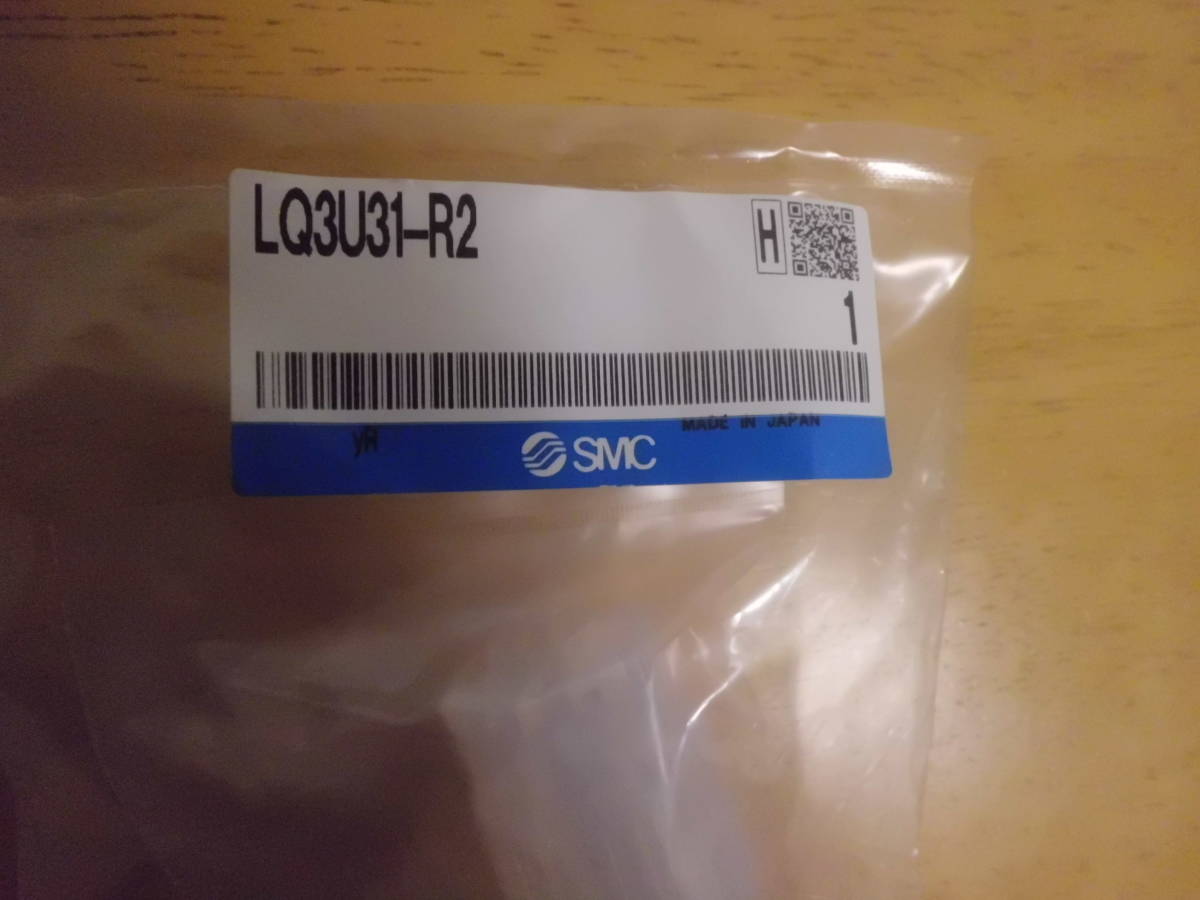 LQ3U31-R2
H
1
MADE IN JAPAN
yR
SMC